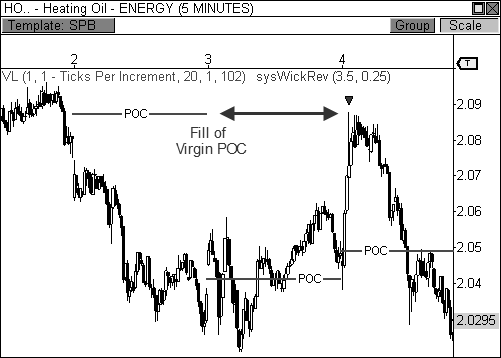 HO.. - Heating Oil - ENERGY (5 MINUTES)
Template: SPB Group Scale
2 3 4 T
VL (1, 1 - Ticks Per Increment, 20, 1, 102) sysWickRev (3.5, 0.25)
2.09
POC
Fill of
Virgin POC
2.08
2.07
2.06
POC 2.05
POC
2.04
2.0295